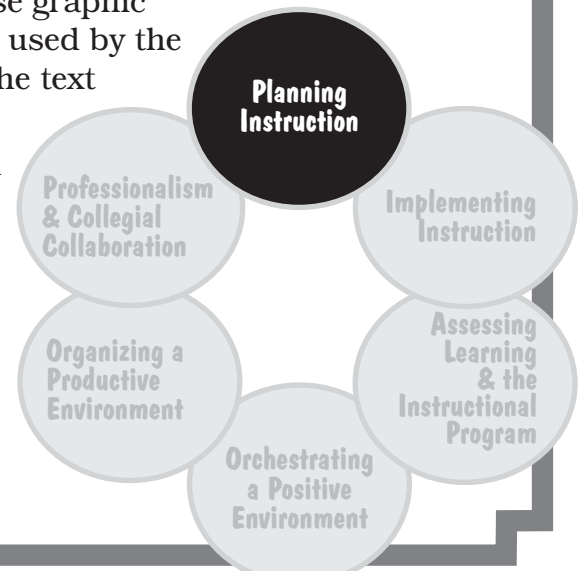 se graphic
used by the
he text
Planning
Instruction
Professionalism
& Collegial
Collaboration
Implementing
Instruction
Organizing a
Productive
Environment
Assessing
Learning
& the
Instructional
Program
Orchestrating
a Positive
Environment